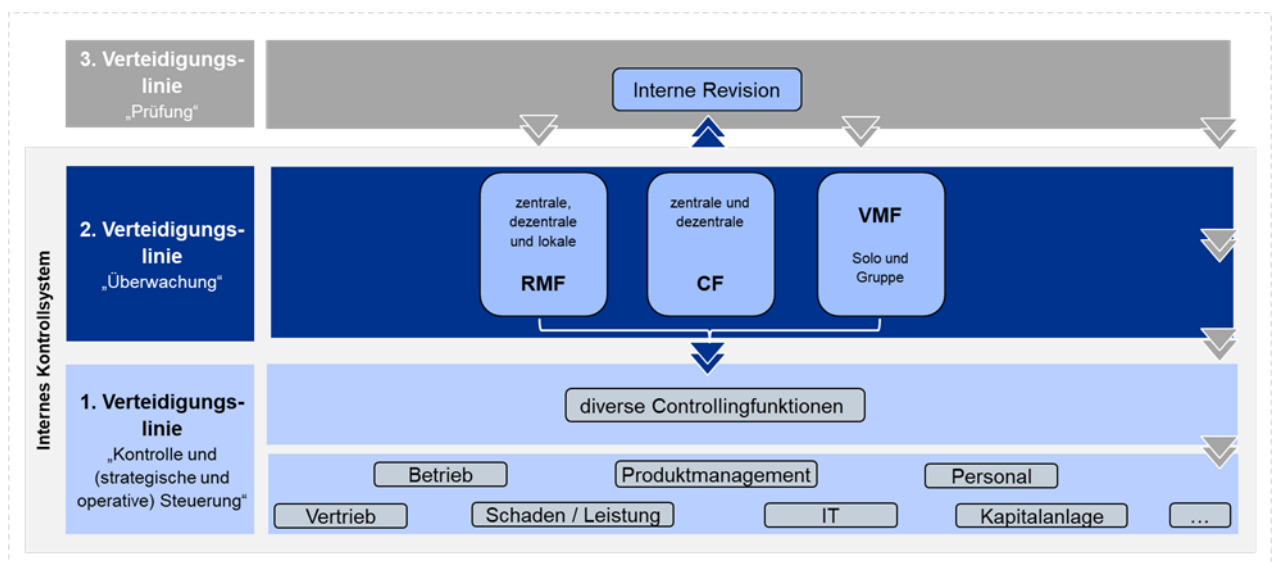 3. Verteidigungs-
linie
„Prüfung“
Interne Revision
Internes Kontrollsystem
2. Verteidigungs-
linie
„Überwachung“
zentrale,
dezentrale
und lokale
RMF
zentrale und
dezentrale
CF
VMF
Solo und
Gruppe
1. Verteidigungs-
linie
„Kontrolle und
(strategische und
operative) Steuerung“
diverse Controllingfunktionen
Betrieb
Produktmanagement
Personal
Vertrieb
Schaden / Leistung
IT
Kapitalanlage
...